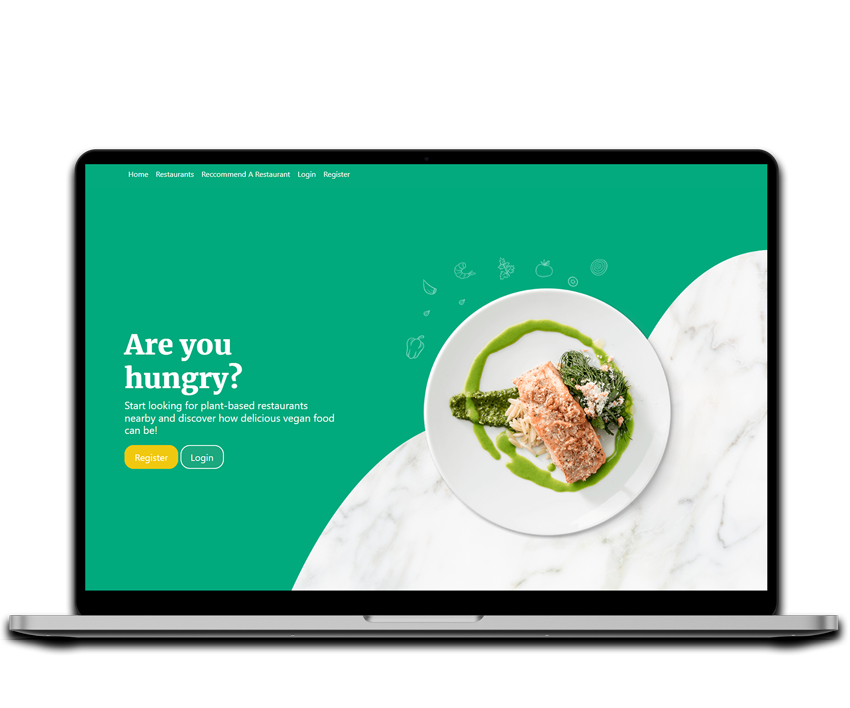 Home Restaurants Reccommend A Restaurant Login Register
Are you
hungry?
Start looking for plant-based restaurants
nearby and discover how delicious vegan food
can be!
Register Login